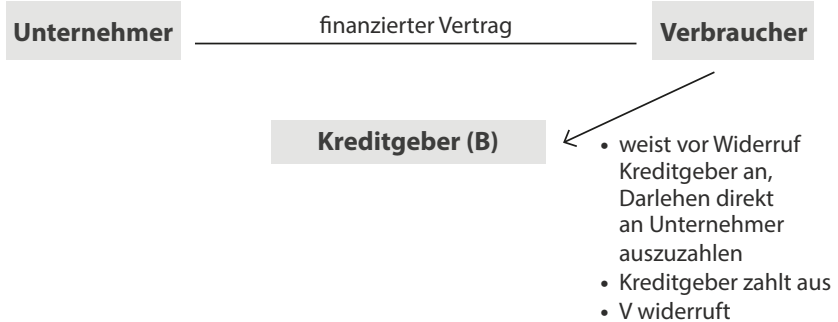 Unternehmer
finanzierter Vertrag
Verbraucher
Kreditgeber (B)
• weist vor Widerruf
Kreditgeber an,
Darlehen direkt
an Unternehmer
auszuzahlen
• Kreditgeber zahlt aus
• V widerruft